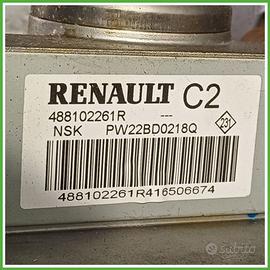 RENAULT C2
488102261R ---
NSK PW22BD0218Q
231
488102261R416506674
subito